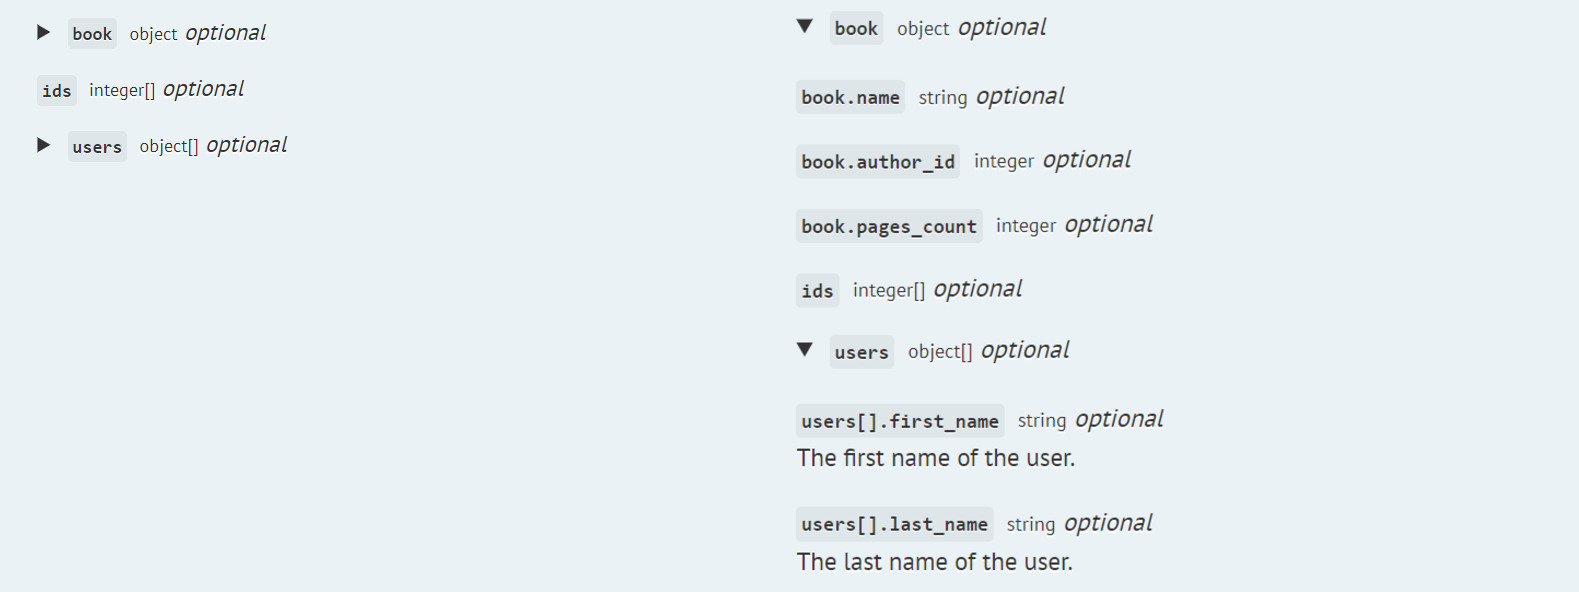 book object optional
ids integer[] optional
users object[] optional
book object optional
book.name string optional
book.author_id integer optional
book.pages_count integer optional
ids integer[] optional
users object[] optional
users[].first_name string optional
The first name of the user.
users[].last_name string optional
The last name of the user.